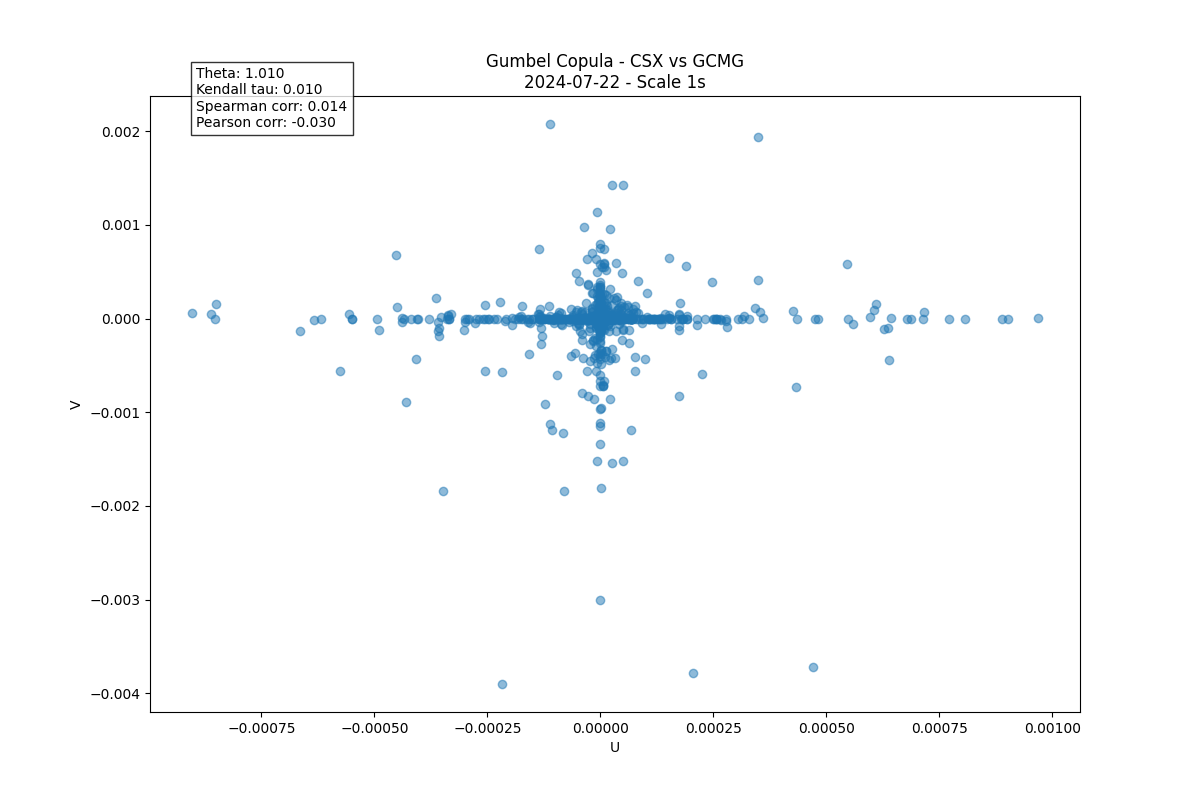 Gumbel Copula - CSX vs GCMG
2024-07-22 - Scale 1s
Theta: 1.010
Kendall tau: 0.010
Spearman corr: 0.014
Pearson corr: -0.030
0.002
0.001
0.000
−0.001
−0.002
−0.003
−0.004
V
−0.00075
−0.00050
−0.00025
0.00000
0.00025
0.00050
0.00075
0.00100
U